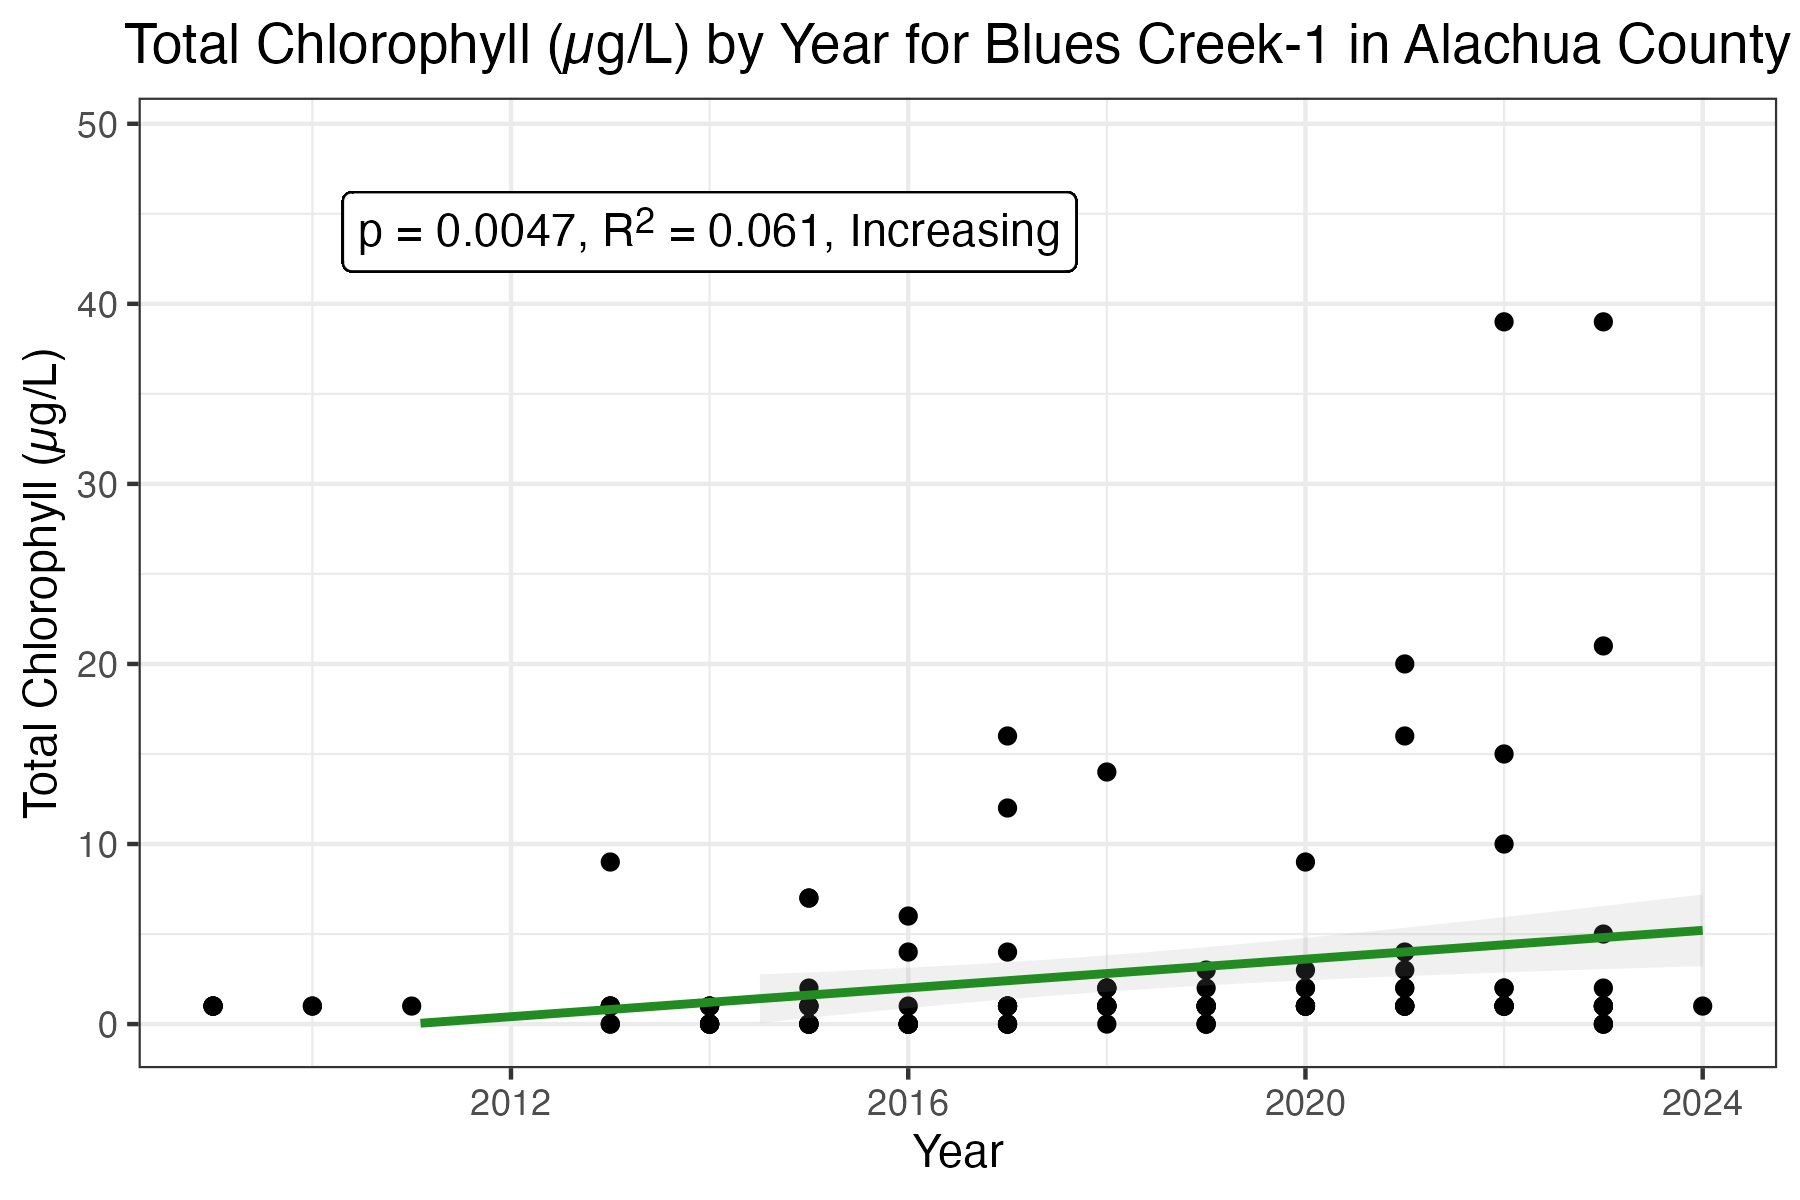 Total Chlorophyll (µg/L) by Year for Blues Creek-1 in Alachua County
50
p = 0.0047, R² = 0.061, Increasing
40
30
20
10
0
Total Chlorophyll (µg/L)
2012 2016 2020 2024
Year